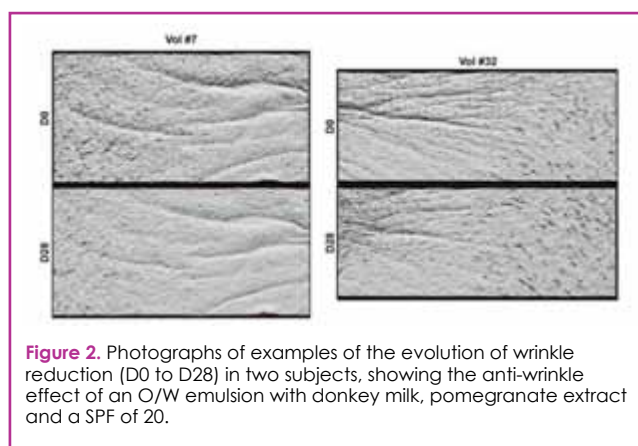 Vol #7
Vol #32
D0
D0
D28
D28
Figure 2. Photographs of examples of the evolution of wrinkle
reduction (D0 to D28) in two subjects, showing the anti-wrinkle
effect of an O/W emulsion with donkey milk, pomegranate extract
and a SPF of 20.